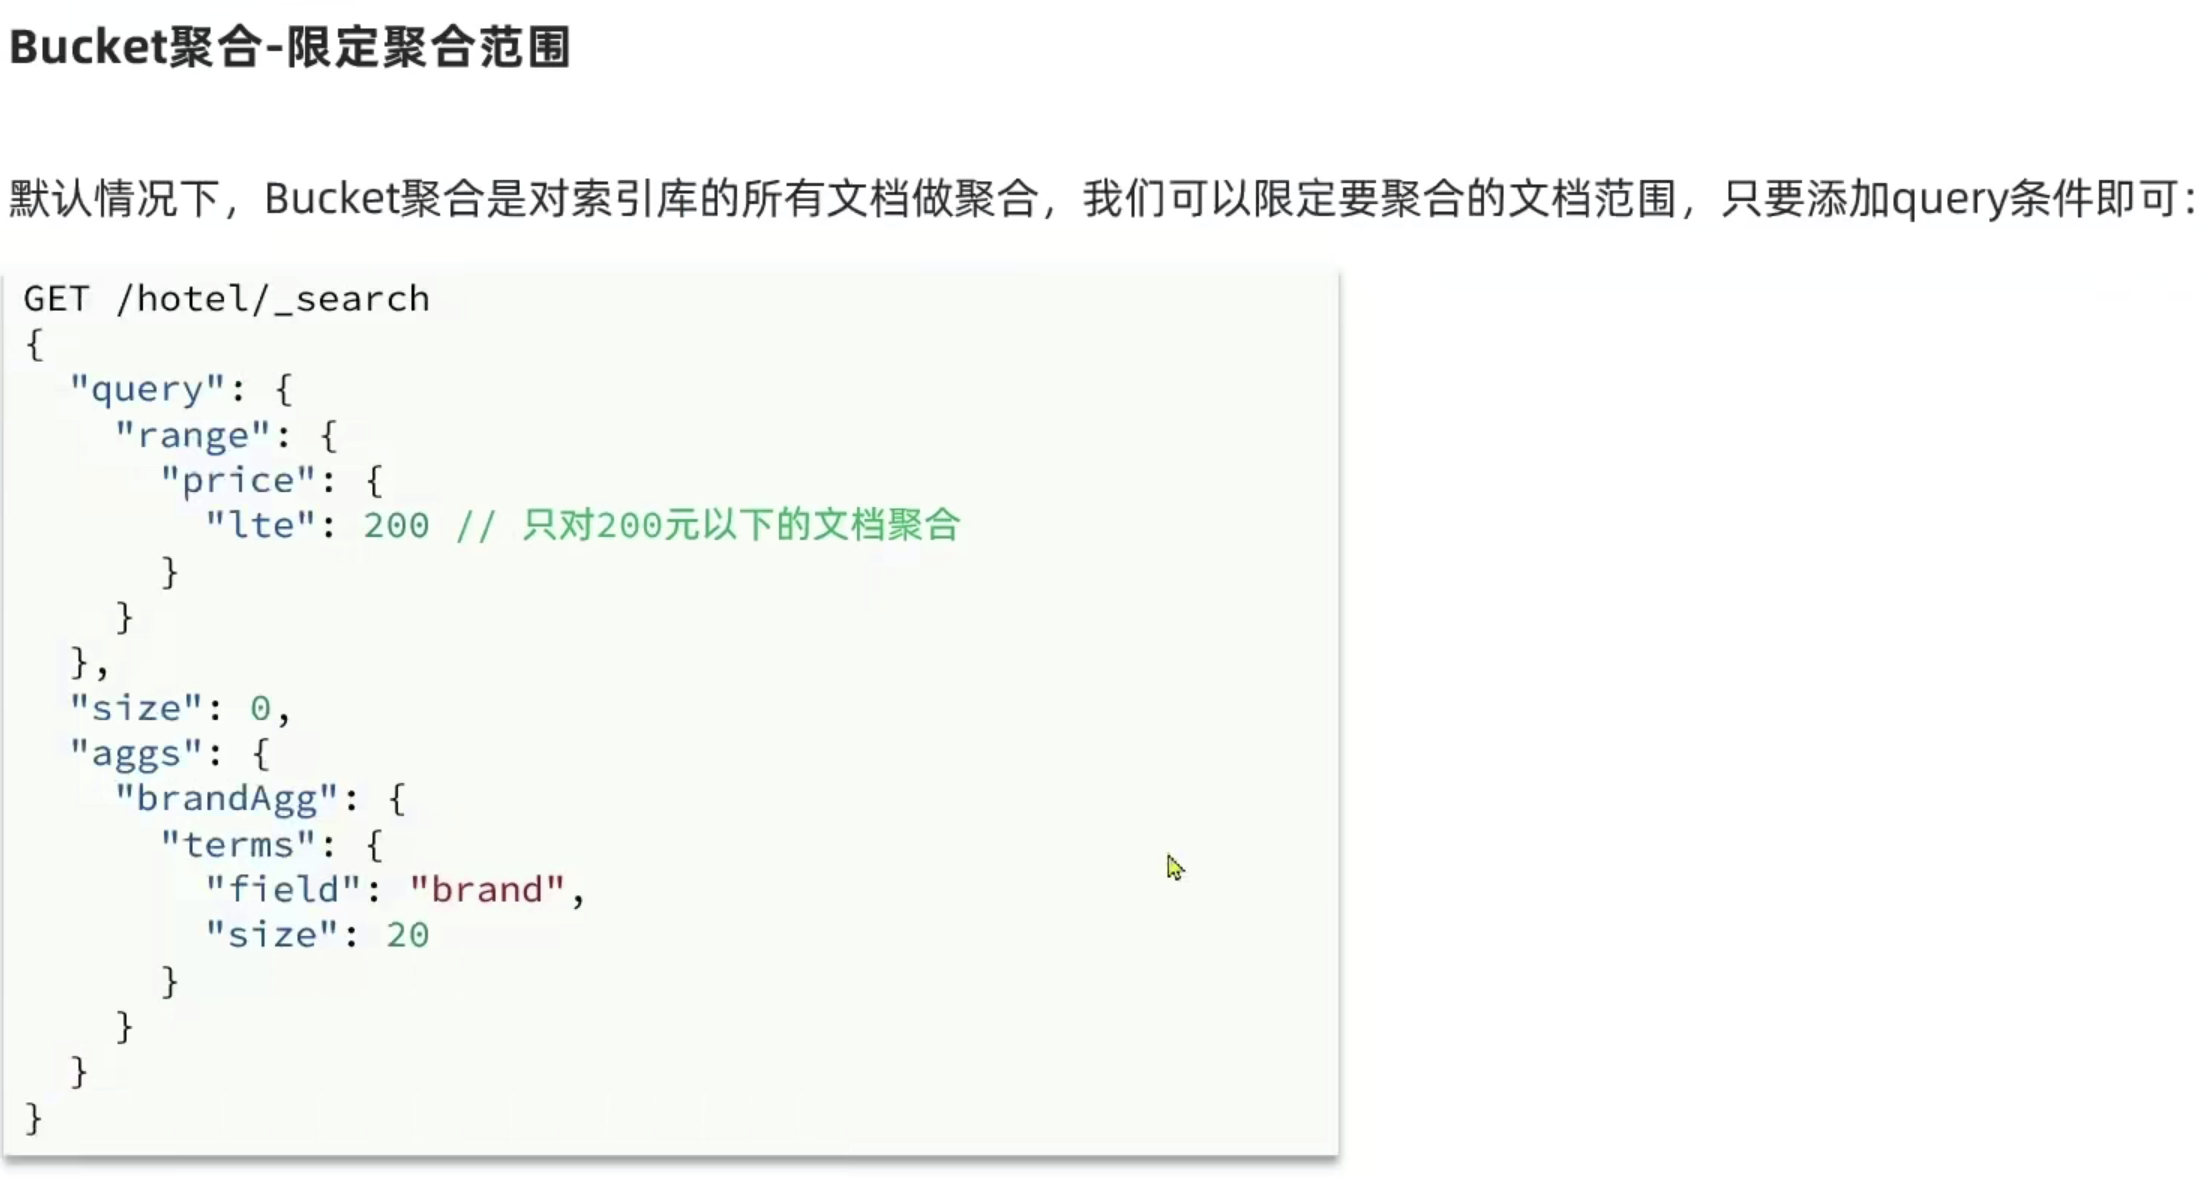 Bucket聚合-限定聚合范围
默认情况下，Bucket聚合是对索引库的所有文档做聚合，我们可以限定要聚合的文档范围，只要添加query条件即可：
GET /hotel/_search
{
  "query": {
    "range": {
      "price": {
        "lte": 200 // 只对200元以下的文档聚合
      }
    }
  },
  "size": 0,
  "aggs": {
    "brandAgg": {
      "terms": {
        "field": "brand",
        "size": 20
      }
    }
  }
}